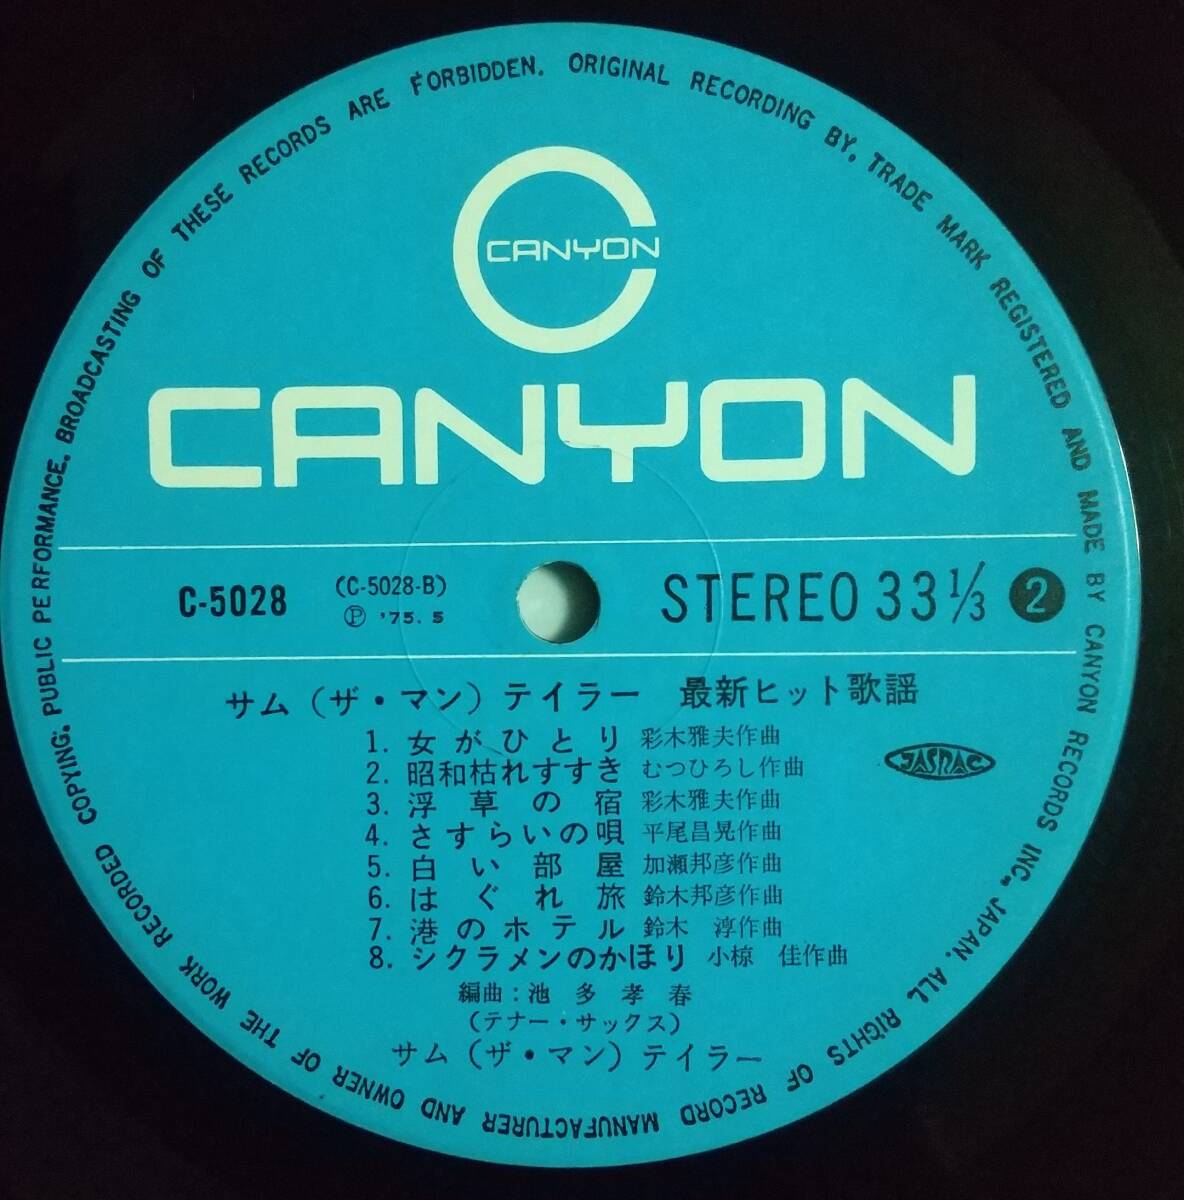 COPYING. PUBLIC PERFORMANCE. BROADCASTING OF THESE RECORDS ARE FORBIDDEN. ORIGINAL RECORDING BY. TRADE MARK REGISTERED AND MADE BY CANYON RECORDS INC., JAPAN. ALL RIGHTS OF RECORD MANUFACTURER AND OWNER OF THE WORK RECORDED
CANYON
CANYON
C-5028 (C-5028-B) STEREO 33⅓ 2
Ⓟ '75. 5
サム（ザ・マン）テイラー 最新ヒット歌謡
1. 女がひとり 彩木雅夫作曲
2. 昭和枯れすすき むつひろし作曲
3. 浮草の宿 彩木雅夫作曲
4. さすらいの唄 平尾昌晃作曲
5. 白い部屋 加瀬邦彦作曲
6. はぐれ旅 鈴木邦彦作曲
7. 港のホテル 鈴木 淳作曲
8. シクラメンのかほり 小椋 佳作曲
JASRAC
編曲：池多孝春
（テナー・サックス）
サム（ザ・マン）テイラー